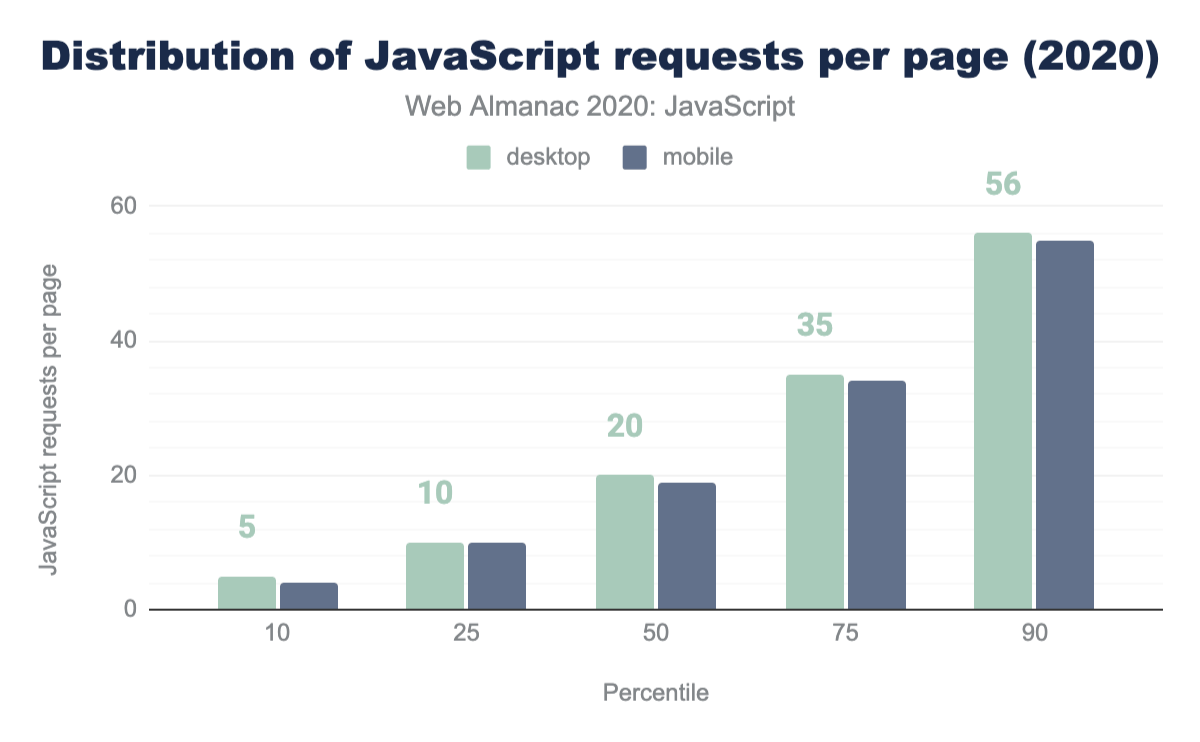 Distribution of JavaScript requests per page (2020)
Web Almanac 2020: JavaScript
desktop mobile
JavaScript requests per page
60
40
20
0
5
10
20
35
56
10 25 50 75 90
Percentile